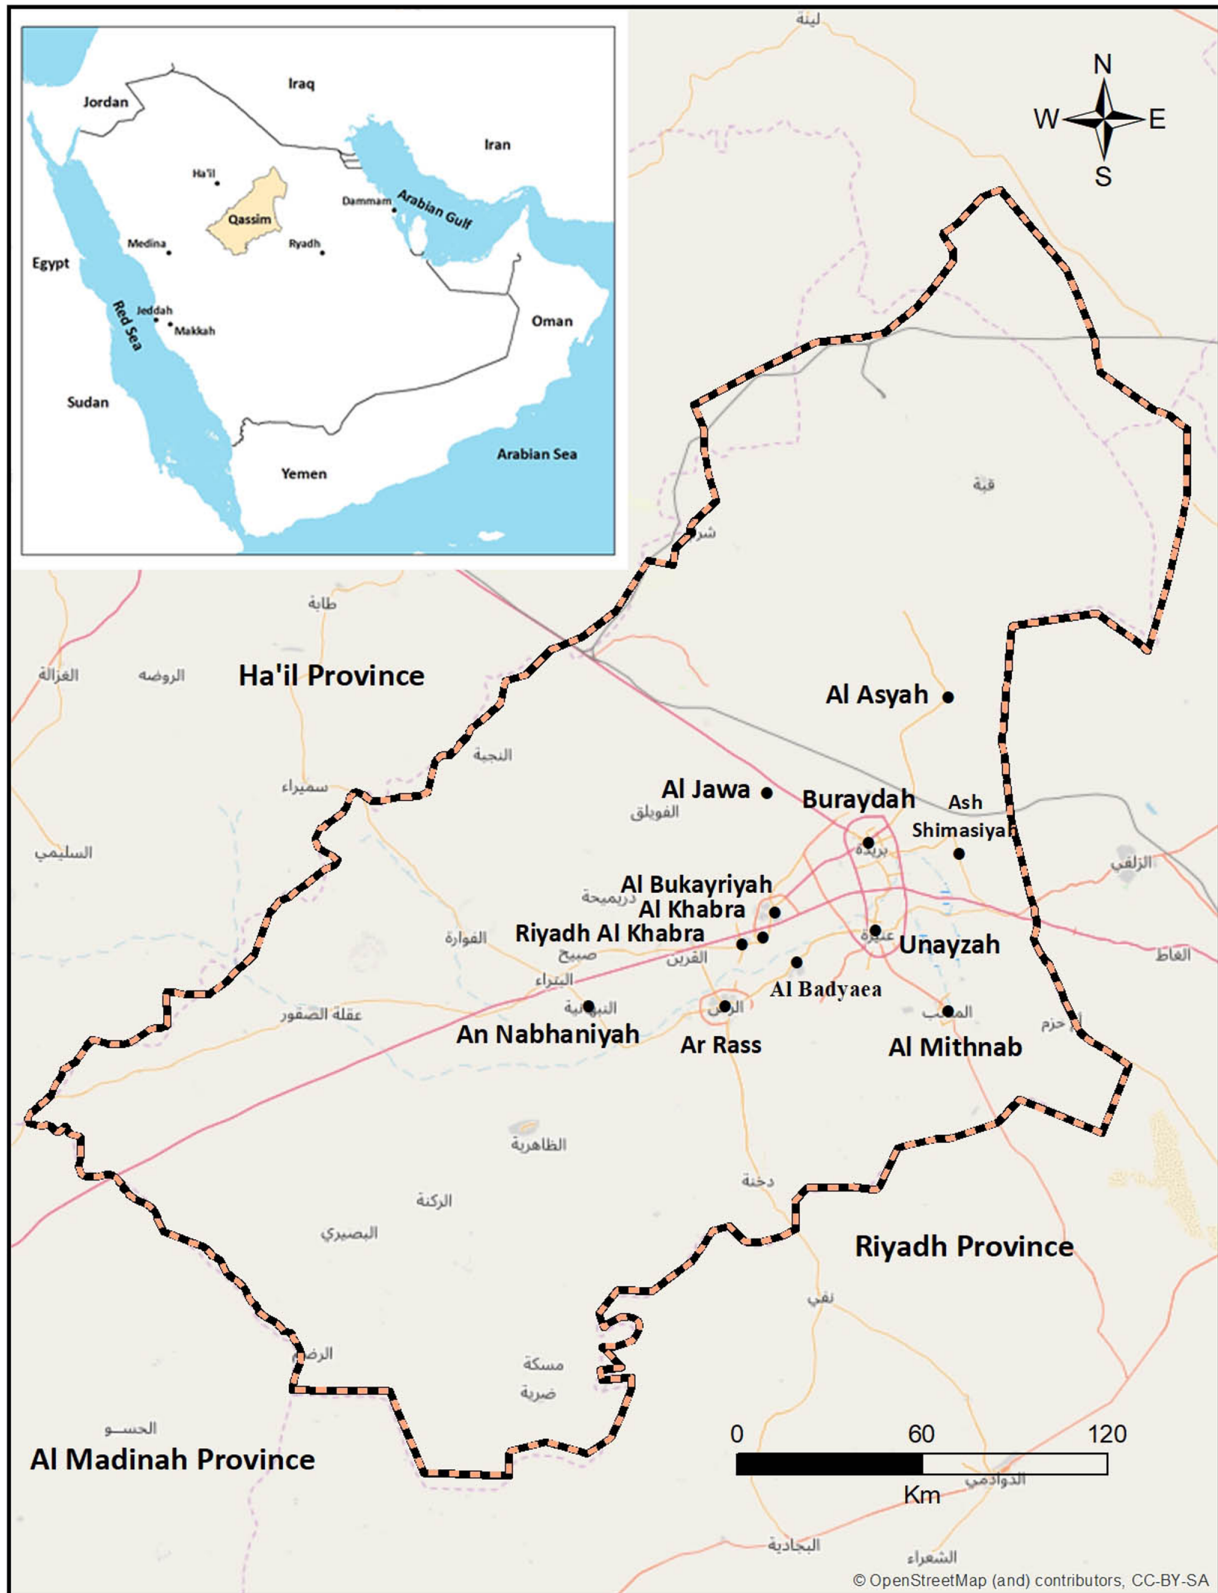 Iraq
Jordan
Iran
Ha'il
Dammam
Arabian Gulf
Qassim
Medina
Ryadh
Egypt
Red Sea
Jeddah
Makkah
Oman
Sudan
Yemen
Arabian Sea
لينة
N
W E
S
قبة
طابة
الغزالة
الروضه
Ha'il Province
Al Asyah
النجبة
سميراء
Al Jawa
الفويلق
Buraydah
Ash
Shimasiyah
بريدة
السليمي
الزلفي
Al Bukayriyah
دريميحة
Al Khabra
Riyadh Al Khabra
الفوارة
صبيح
القرين
عنيزة
Unayzah
الغاط
البتراء
Al Badyaea
النبهانية
عقلة الصقور
الرس
المذنب
أم حزم
An Nabhaniyah
Ar Rass
Al Mithnab
الظاهرية
دخنة
الركنة
البصيري
Riyadh Province
نفي
مسكة
ضرية
الحسـو
Al Madinah Province
0 60 120
Km
الدوادمي
البجادية
الشعراء
© OpenStreetMap (and) contributors, CC-BY-SA